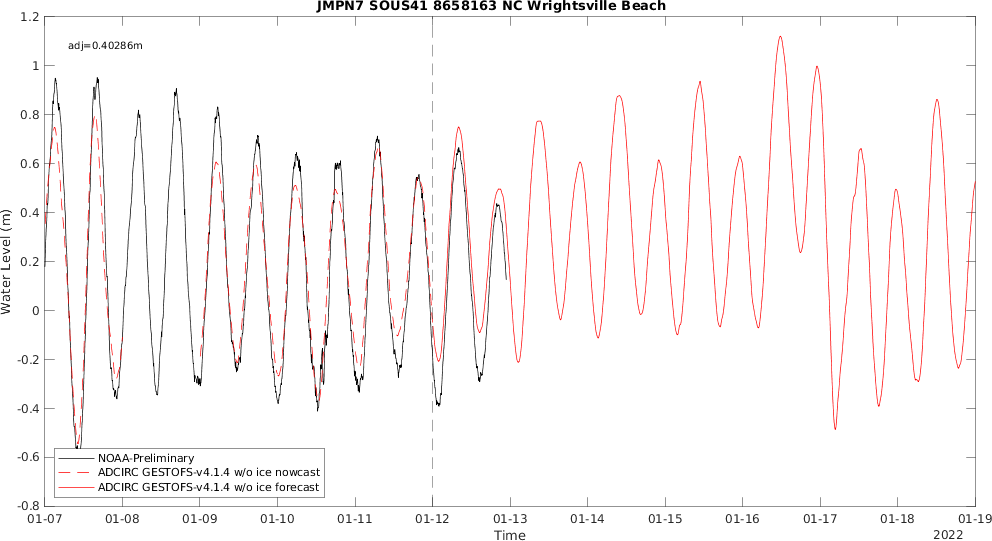 JMPN7 SOUS41 8658163 NC Wrightsville Beach
adj=0.40286m
1.2
1
0.8
0.6
0.4
0.2
0
-0.2
-0.4
-0.6
-0.8
Water Level (m)
NOAA-Preliminary
ADCIRC GESTOFS-v4.1.4 w/o ice nowcast
ADCIRC GESTOFS-v4.1.4 w/o ice forecast
01-07 01-08 01-09 01-10 01-11 01-12 01-13 01-14 01-15 01-16 01-17 01-18 01-19
Time
2022